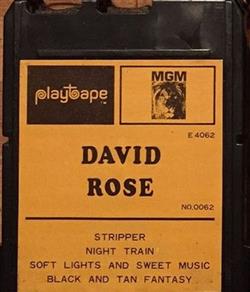 playtape
MGM
E 4062
DAVID
ROSE
NO.0062
STRIPPER
NIGHT TRAIN
SOFT LIGHTS AND SWEET MUSIC
BLACK AND TAN FANTASY